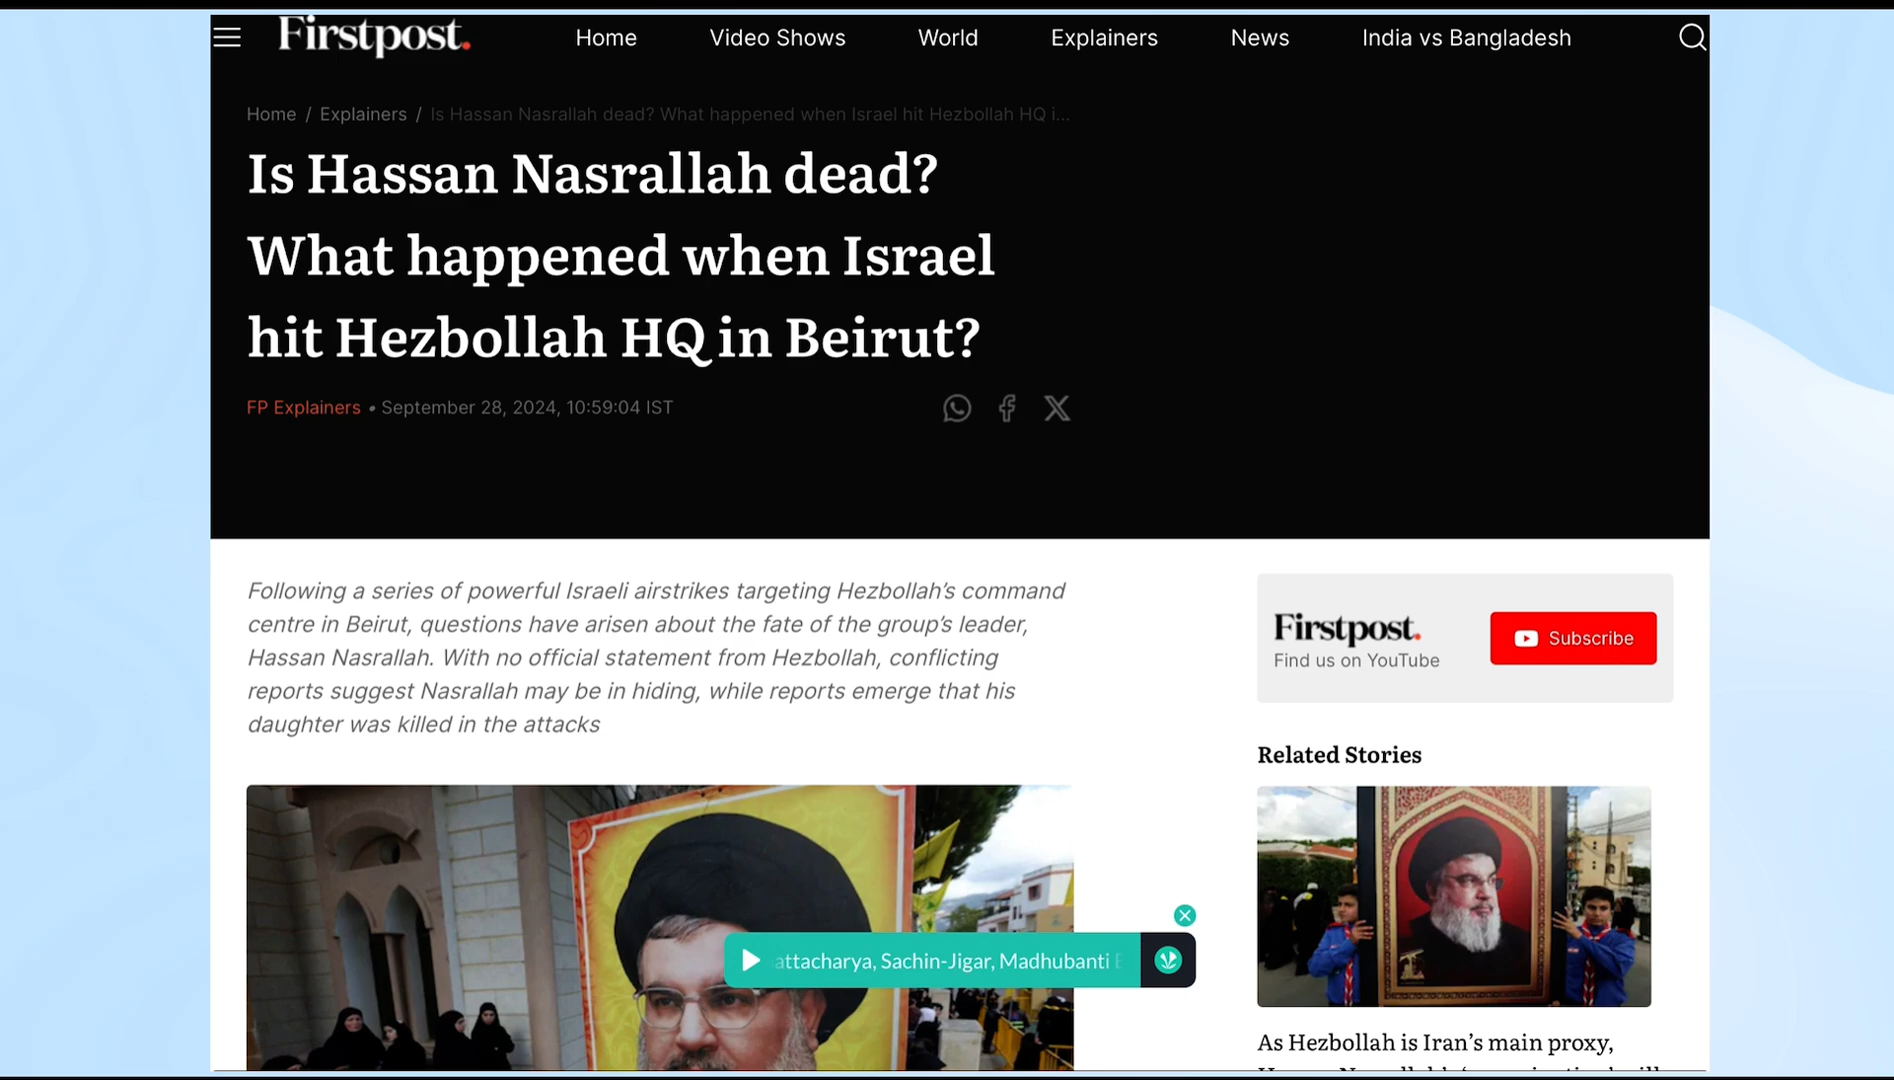 Firstpost.
Home
Video Shows
World
Explainers
News
India vs Bangladesh
Home / Explainers / Is Hassan Nasrallah dead? What happened when Israel hit Hezbollah HQ i...
Is Hassan Nasrallah dead?
What happened when Israel
hit Hezbollah HQ in Beirut?
FP Explainers • September 28, 2024, 10:59:04 IST
Following a series of powerful Israeli airstrikes targeting Hezbollah’s command
centre in Beirut, questions have arisen about the fate of the group’s leader,
Hassan Nasrallah. With no official statement from Hezbollah, conflicting
reports suggest Nasrallah may be in hiding, while reports emerge that his
daughter was killed in the attacks
attacharya, Sachin-Jigar, Madhubanti
Firstpost.
Find us on YouTube
Subscribe
Related Stories
As Hezbollah is Iran’s main proxy,